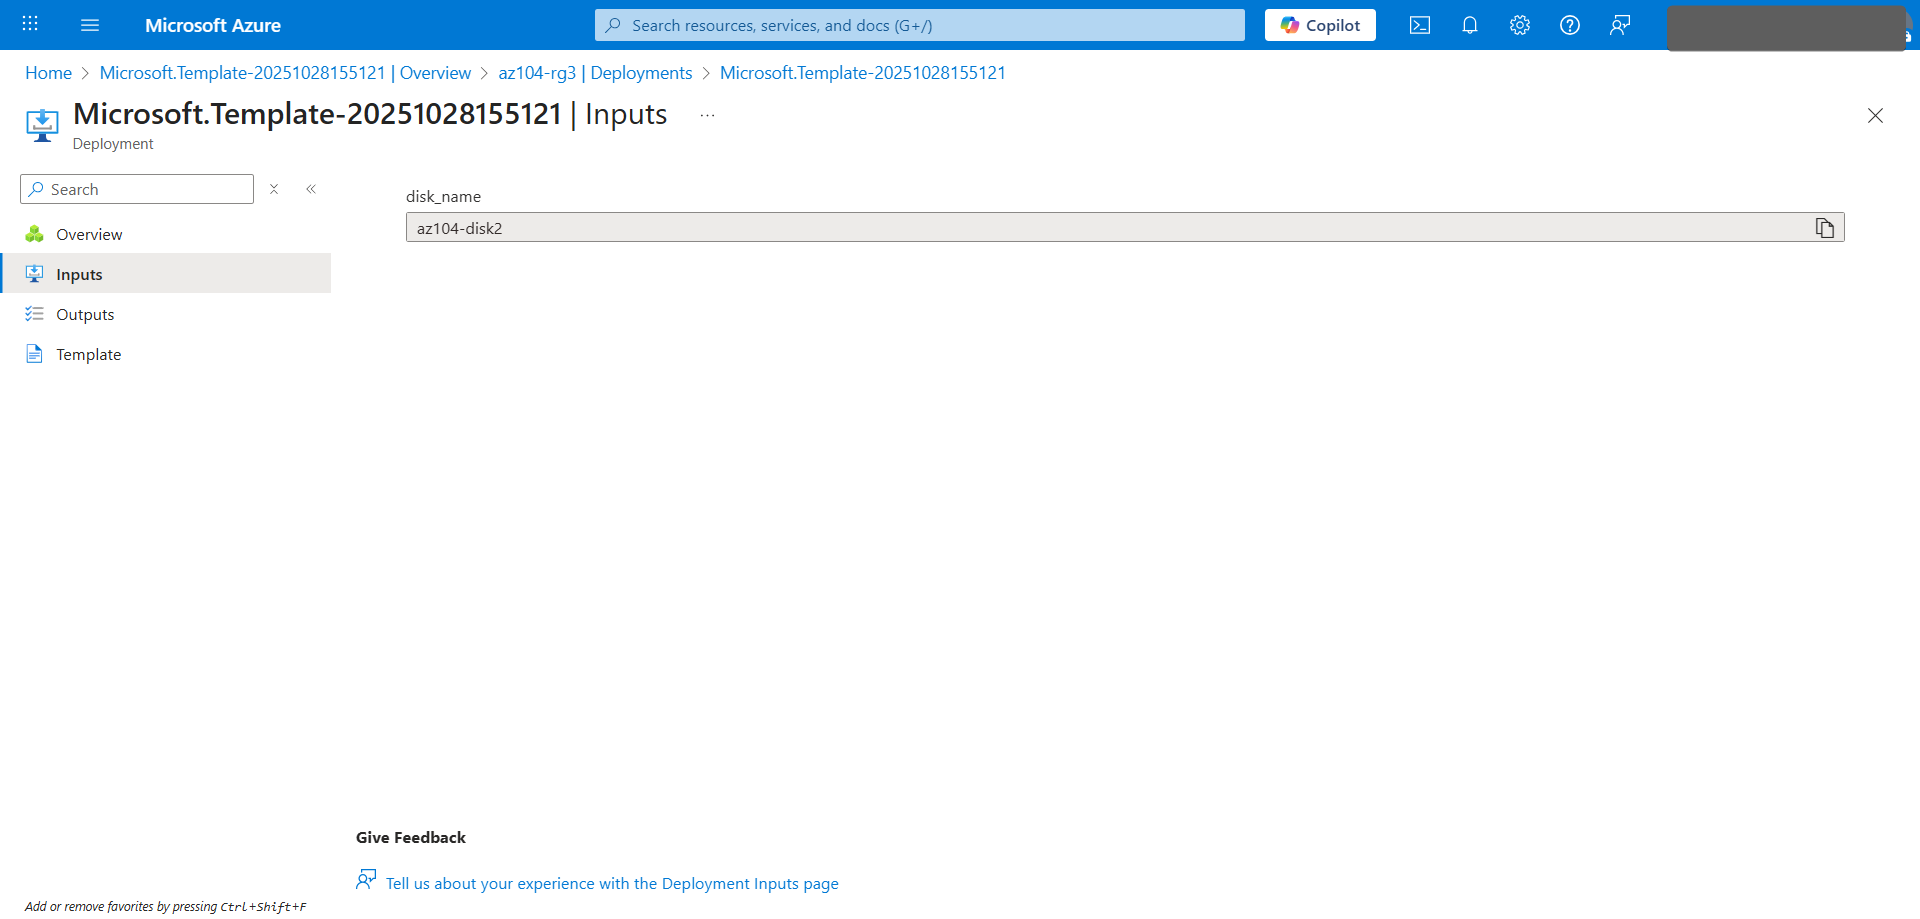 Microsoft Azure
Search resources, services, and docs (G+/)
Copilot
Home > Microsoft.Template-20251028155121 | Overview > az104-rg3 | Deployments > Microsoft.Template-20251028155121
Microsoft.Template-20251028155121 | Inputs ...
Deployment
Search
Overview
Inputs
Outputs
Template
disk_name
az104-disk2
Give Feedback
Tell us about your experience with the Deployment Inputs page
Add or remove favorites by pressing Ctrl+Shift+F